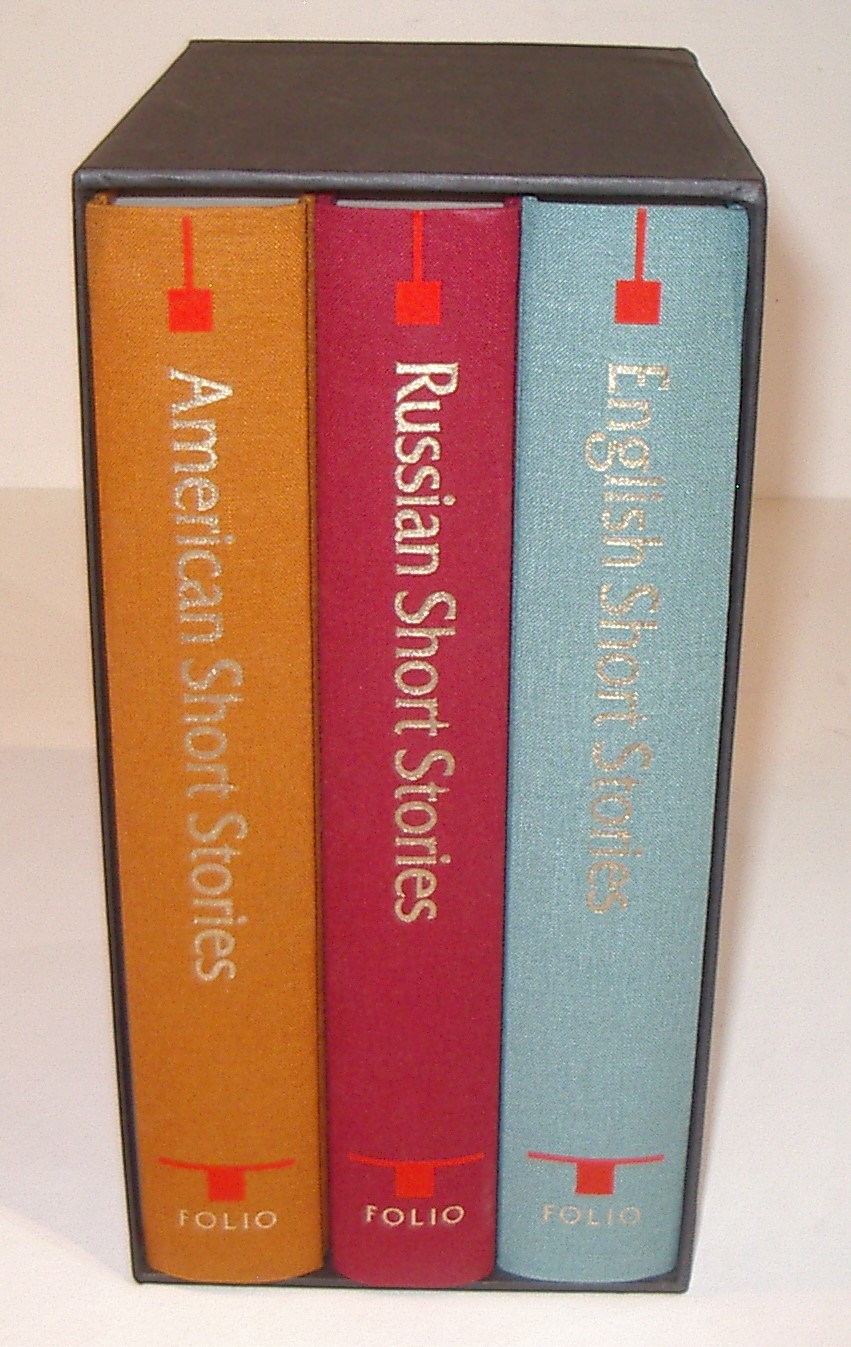 American Short Stories
FOLIO
Russian Short Stories
FOLIO
English Short Stories
FOLIO